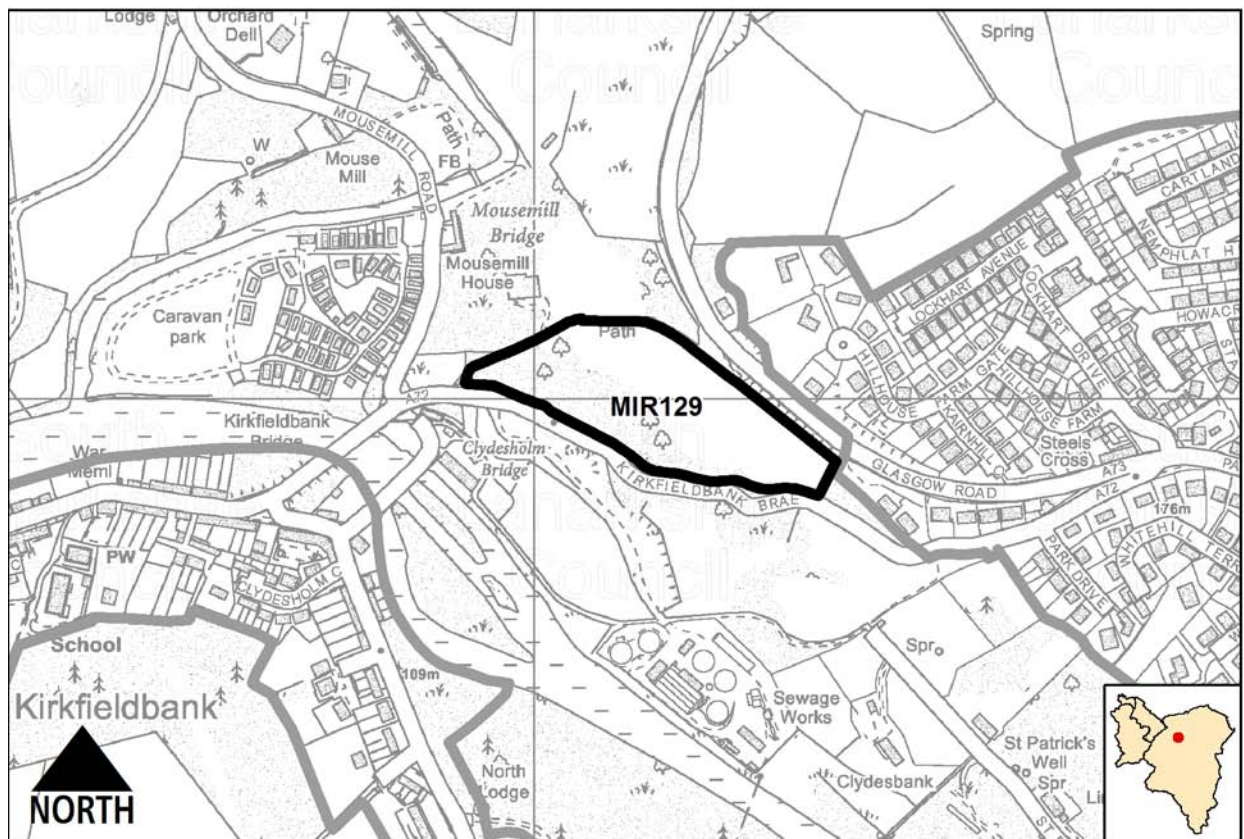 Lodge
Orchard
Dell
Spring
MOUSEMILL
ROAD
Path
W
Mouse
Mill
FB
Mousemill
Bridge
Mousemill
House
Caravan
park
CARTLAND
LOCKHART AVENUE
LOCKHART
DRIVE
HOWACR
Path
MIR129
HILLHOUSE
HILLHOUSE FARM
FARM GATE
Steels
Cross
A72
Kirkfieldbank
Bridge
War
Meml
Clydesholm
Bridge
KIRKFIELDBANK BRAE
GLASGOW ROAD
A73
A72
176m
PARK DRIVE
WHITEHILL TERR
PW
CLYDESHOLM C
School
109m
Kirkfieldbank
Spr
Sewage
Works
St Patrick's
Well
Spr
Clydesbank
North
Lodge
NORTH